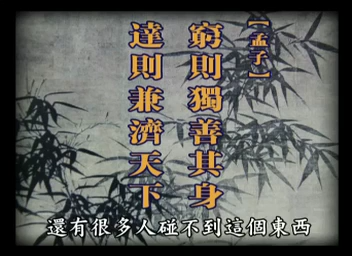 【孟子】
窮則獨善其身
達則兼濟天下
還有很多人碰不到這個東西